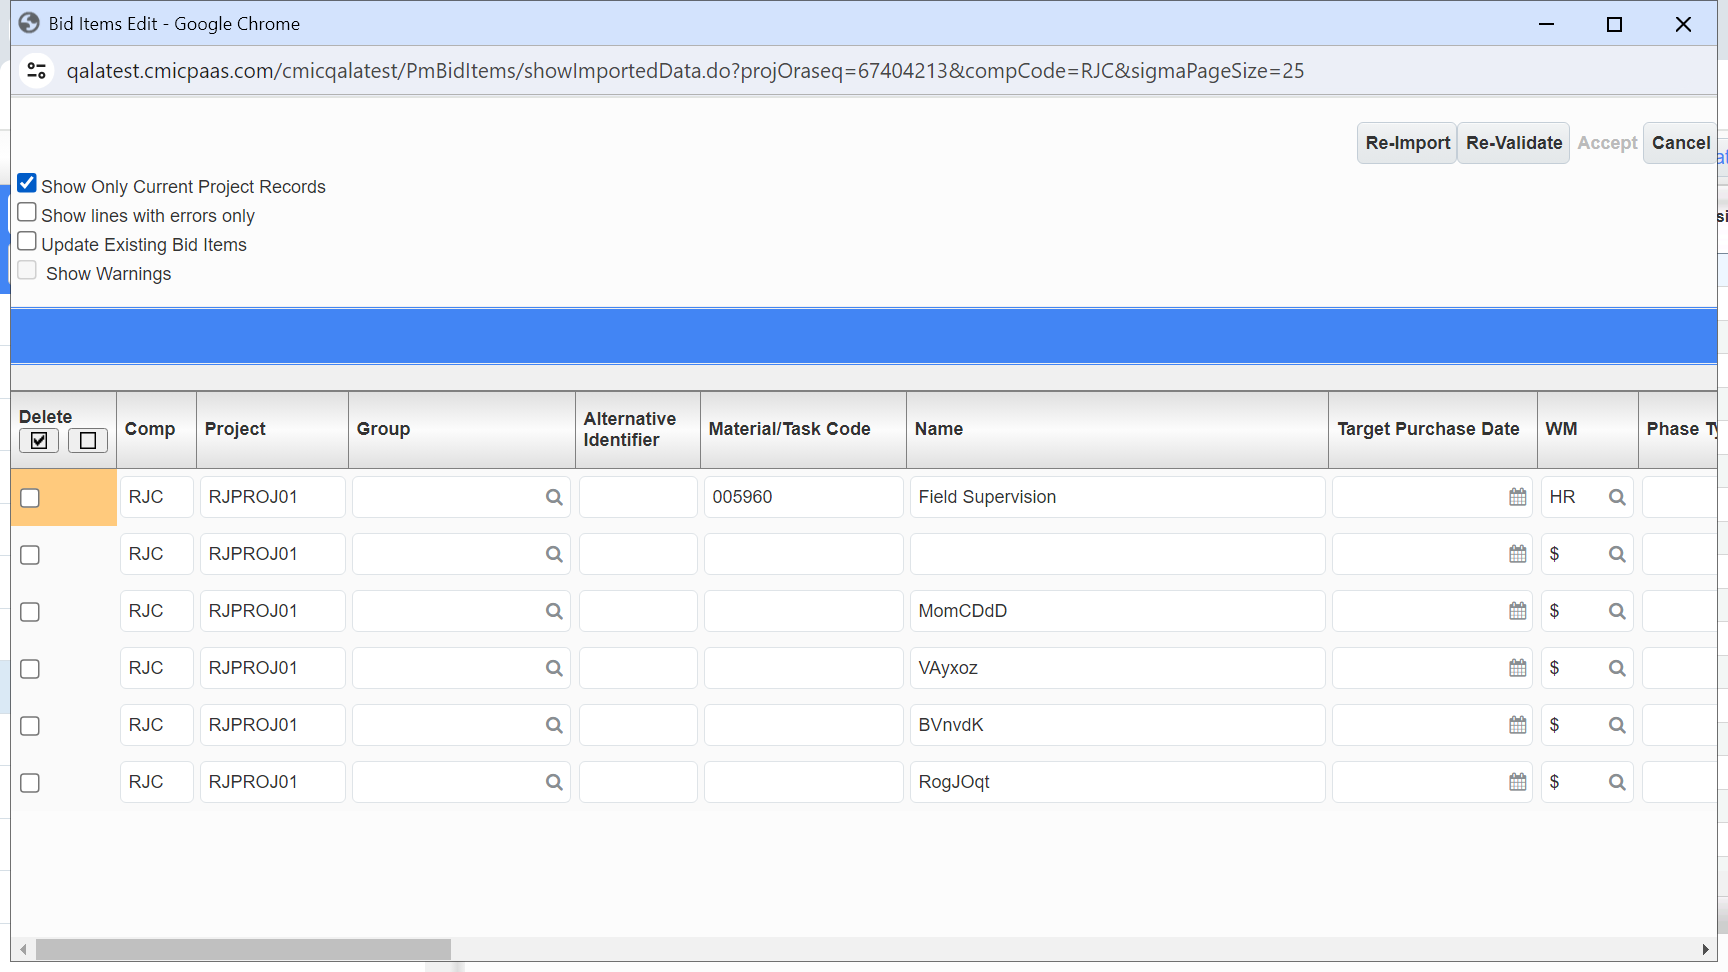 Bid Items Edit - Google Chrome
qalatest.cmicpaas.com/cmicqalatest/PmBidItems/showImportedData.do?projOraseq=67404213&compCode=RJC&sigmaPageSize=25
Re-Import Re-Validate Accept Cancel
Show Only Current Project Records
Show lines with errors only
Update Existing Bid Items
Show Warnings
Delete Comp Project Group Alternative Identifier Material/Task Code Name Target Purchase Date WM Phase
RJC RJPROJ01 005960 Field Supervision HR
RJC RJPROJ01 $
RJC RJPROJ01 MomCDdD $
RJC RJPROJ01 VAyxoz $
RJC RJPROJ01 BVnvdK $
RJC RJPROJ01 RogJOqt $